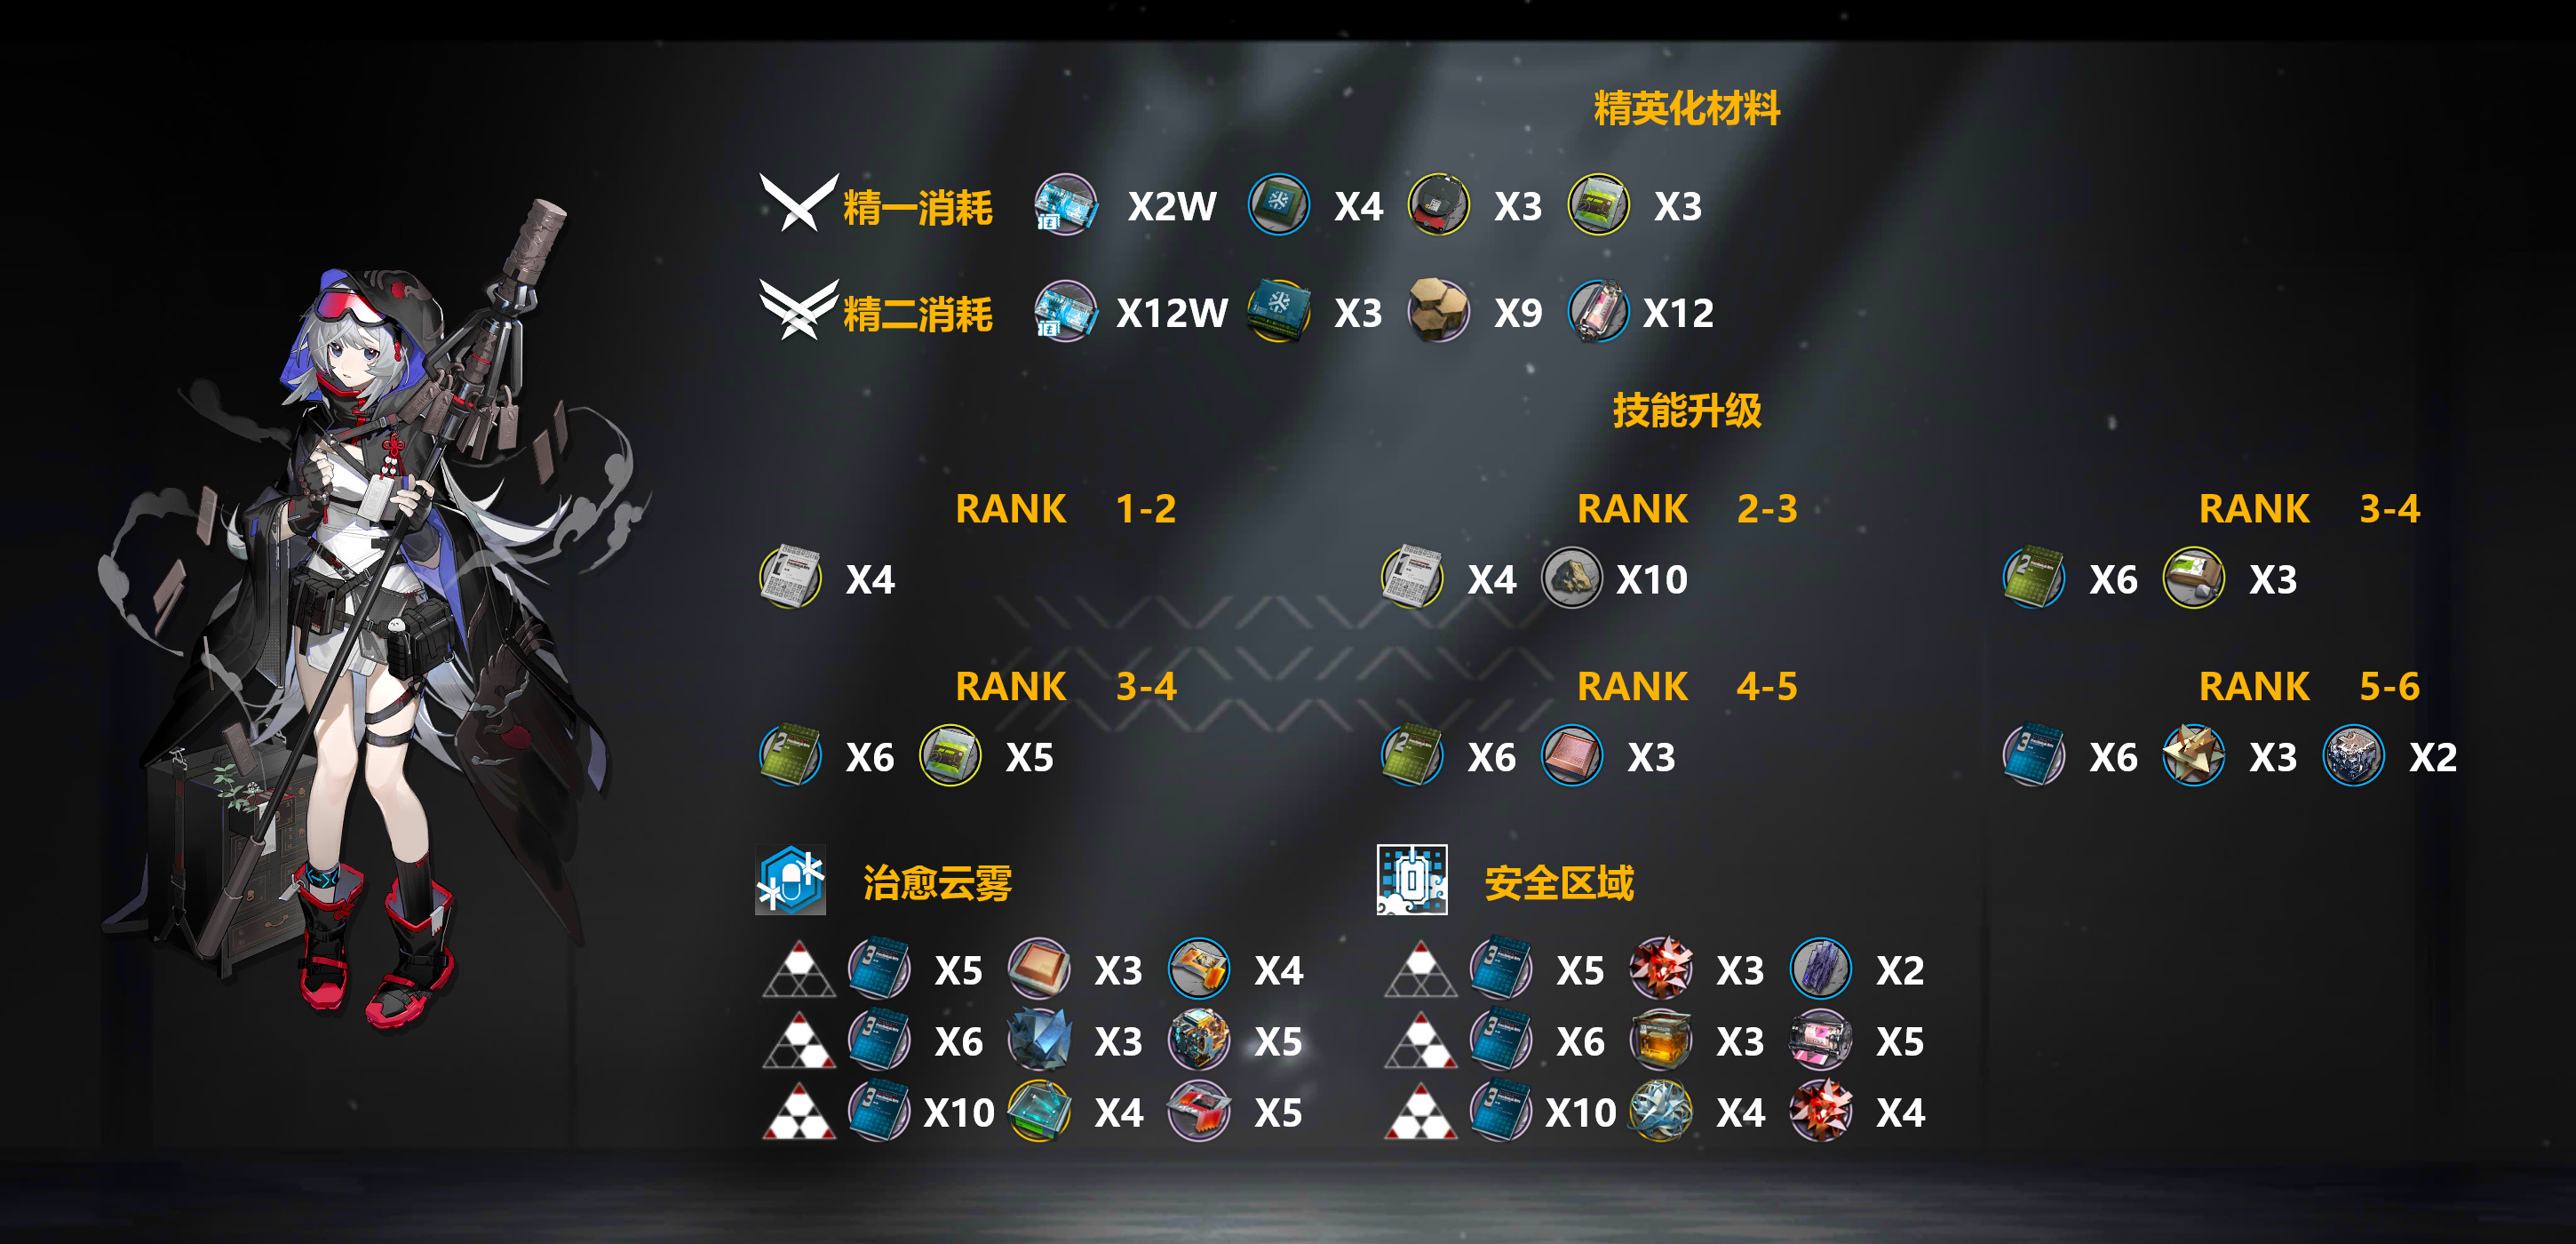 精英化材料
精一消耗 X2W X4 X3 X3
精二消耗 X12W X3 X9 X12
技能升级
RANK 1-2 RANK 2-3 RANK 3-4
X4 X4 X10 X6 X3
RANK 3-4 RANK 4-5 RANK 5-6
X6 X5 X6 X3 X6 X3 X2
治愈云雾 安全区域
X5 X3 X4 X5 X3 X2
X6 X3 X5 X6 X3 X5
X10 X4 X5 X10 X4 X4